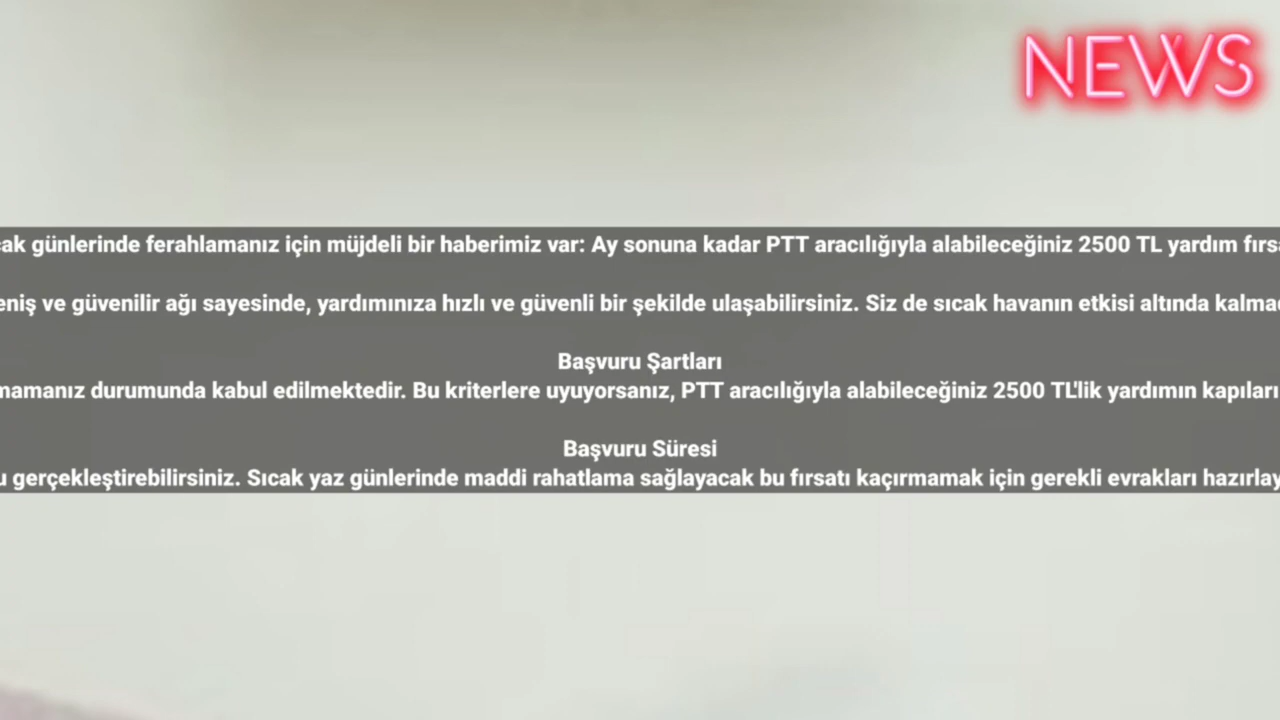 NEWS
günlerinde ferahlamanız için müjdeli bir haberimiz var: Ay sonuna kadar PTT aracılığıyla alabileceğiniz 2500 TL yardım
ve güvenilir ağı sayesinde, yardımınıza hızlı ve güvenli bir şekilde ulaşabilirsiniz. Siz de sıcak havanın etkisi altında
Başvuru Şartları
durumunda kabul edilmektedir. Bu kriterlere uyuyorsanız, PTT aracılığıyla alabileceğiniz 2500 TL'lik yardımın kapıları
Başvuru Süresi
gerçekleştirebilirsiniz. Sıcak yaz günlerinde maddi rahatlama sağlayacak bu fırsatı kaçırmamak için gerekli evrakları